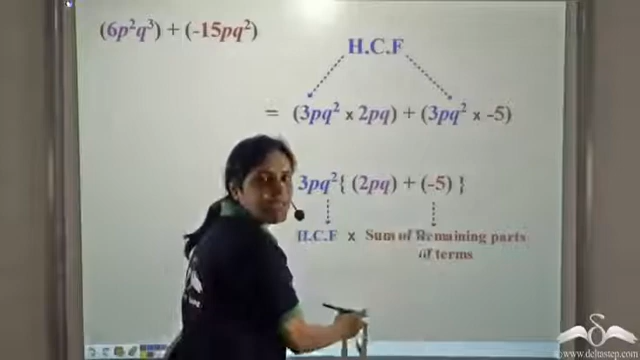 (6p²q³) + (-15pq²)
H.C.F
= (3pq² x 2pq) + (3pq² x -5)
3pq²{ (2pq) + (-5) }
H.C.F x Sum of Remaining parts
of terms
©www.deltastep.com